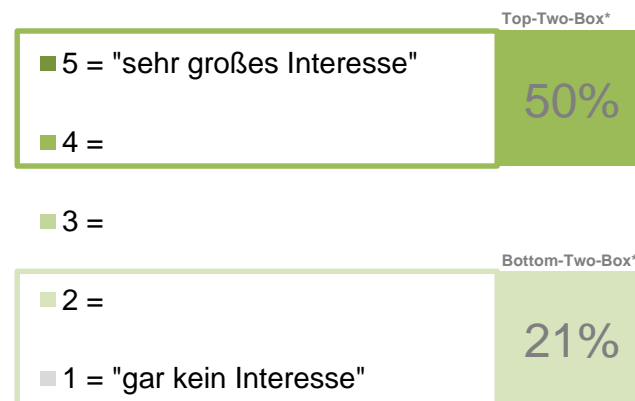 Top-Two-Box*
5 = "sehr großes Interesse"
50%
4 =
3 =
Bottom-Two-Box*
2 =
21%
1 = "gar kein Interesse"